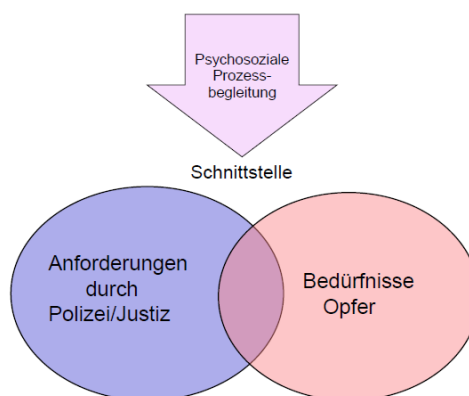 Psychosoziale
Prozess-
begleitung
Schnittstelle
Anforderungen
durch
Polizei/Justiz
Bedürfnisse
Opfer